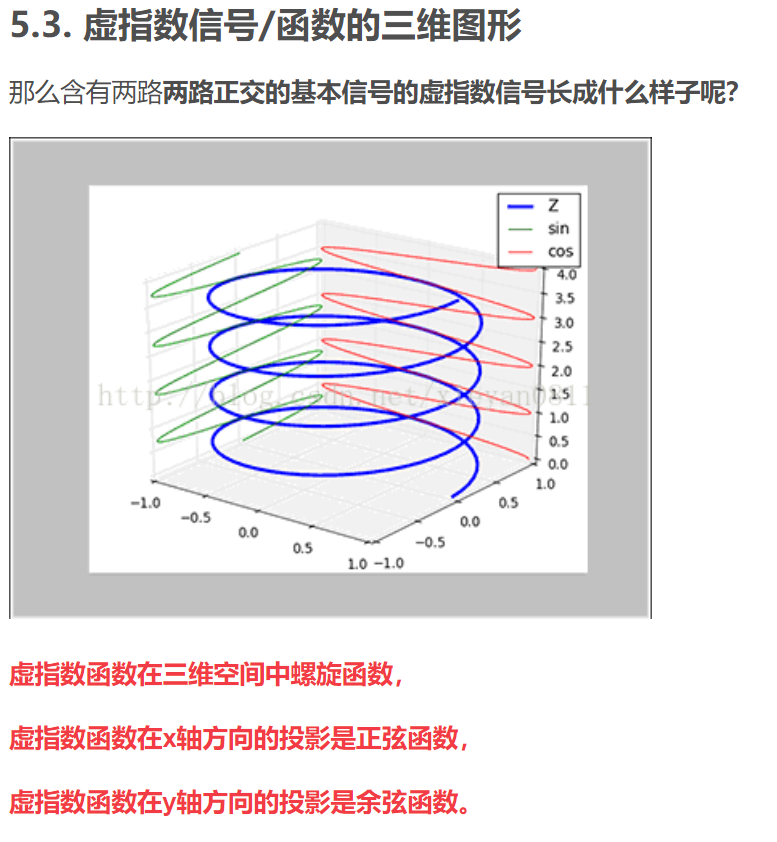 5.3. 虚指数信号/函数的三维图形
那么含有两路两路正交的基本信号的虚指数信号长成什么样子呢？
Z
sin
cos
4.0
3.5
3.0
2.5
2.0
1.5
1.0
0.5
0.0
−1.0
−0.5
0.0
0.5
1.0
−1.0
−0.5
0.0
0.5
1.0
虚指数函数在三维空间中螺旋函数，
虚指数函数在x轴方向的投影是正弦函数，
虚指数函数在y轴方向的投影是余弦函数。